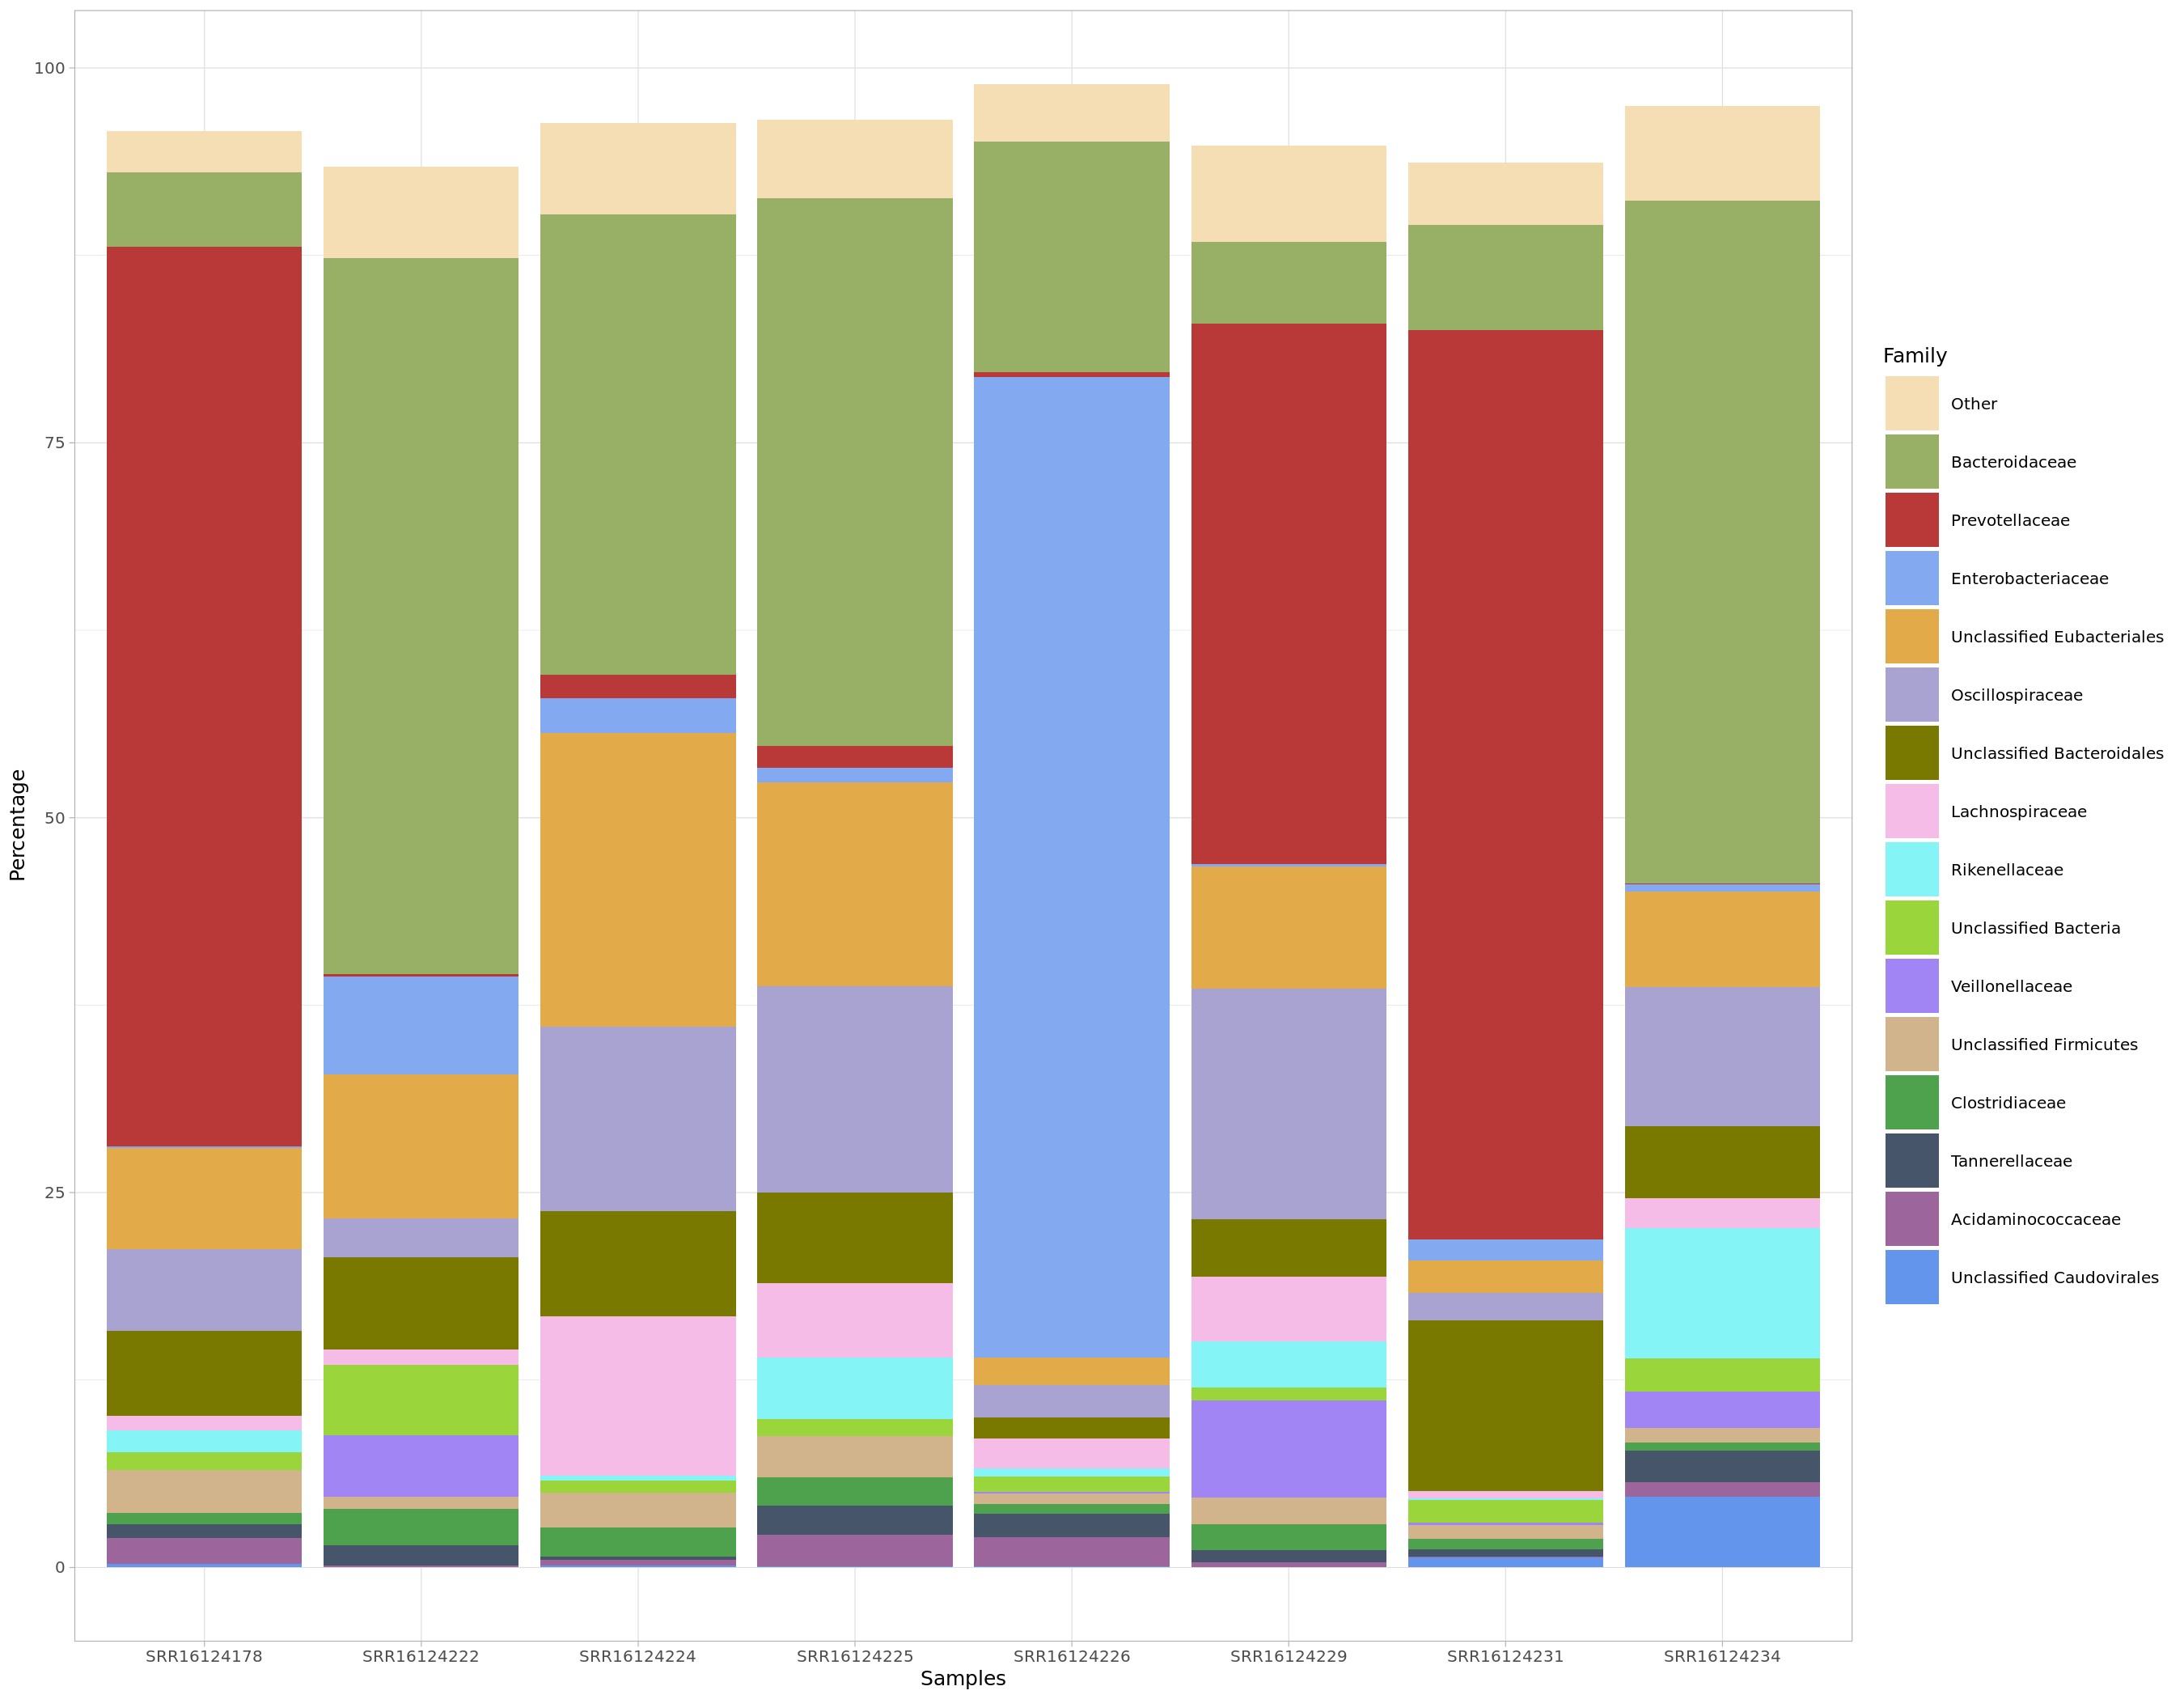 100
75
50
25
0
Percentage
SRR16124178 SRR16124222 SRR16124224 SRR16124225 SRR16124226 SRR16124229 SRR16124231 SRR16124234
Samples
Family
Other
Bacteroidaceae
Prevotellaceae
Enterobacteriaceae
Unclassified Eubacteriales
Oscillospiraceae
Unclassified Bacteroidales
Lachnospiraceae
Rikenellaceae
Unclassified Bacteria
Veillonellaceae
Unclassified Firmicutes
Clostridiaceae
Tannerellaceae
Acidaminococcaceae
Unclassified Caudovirales